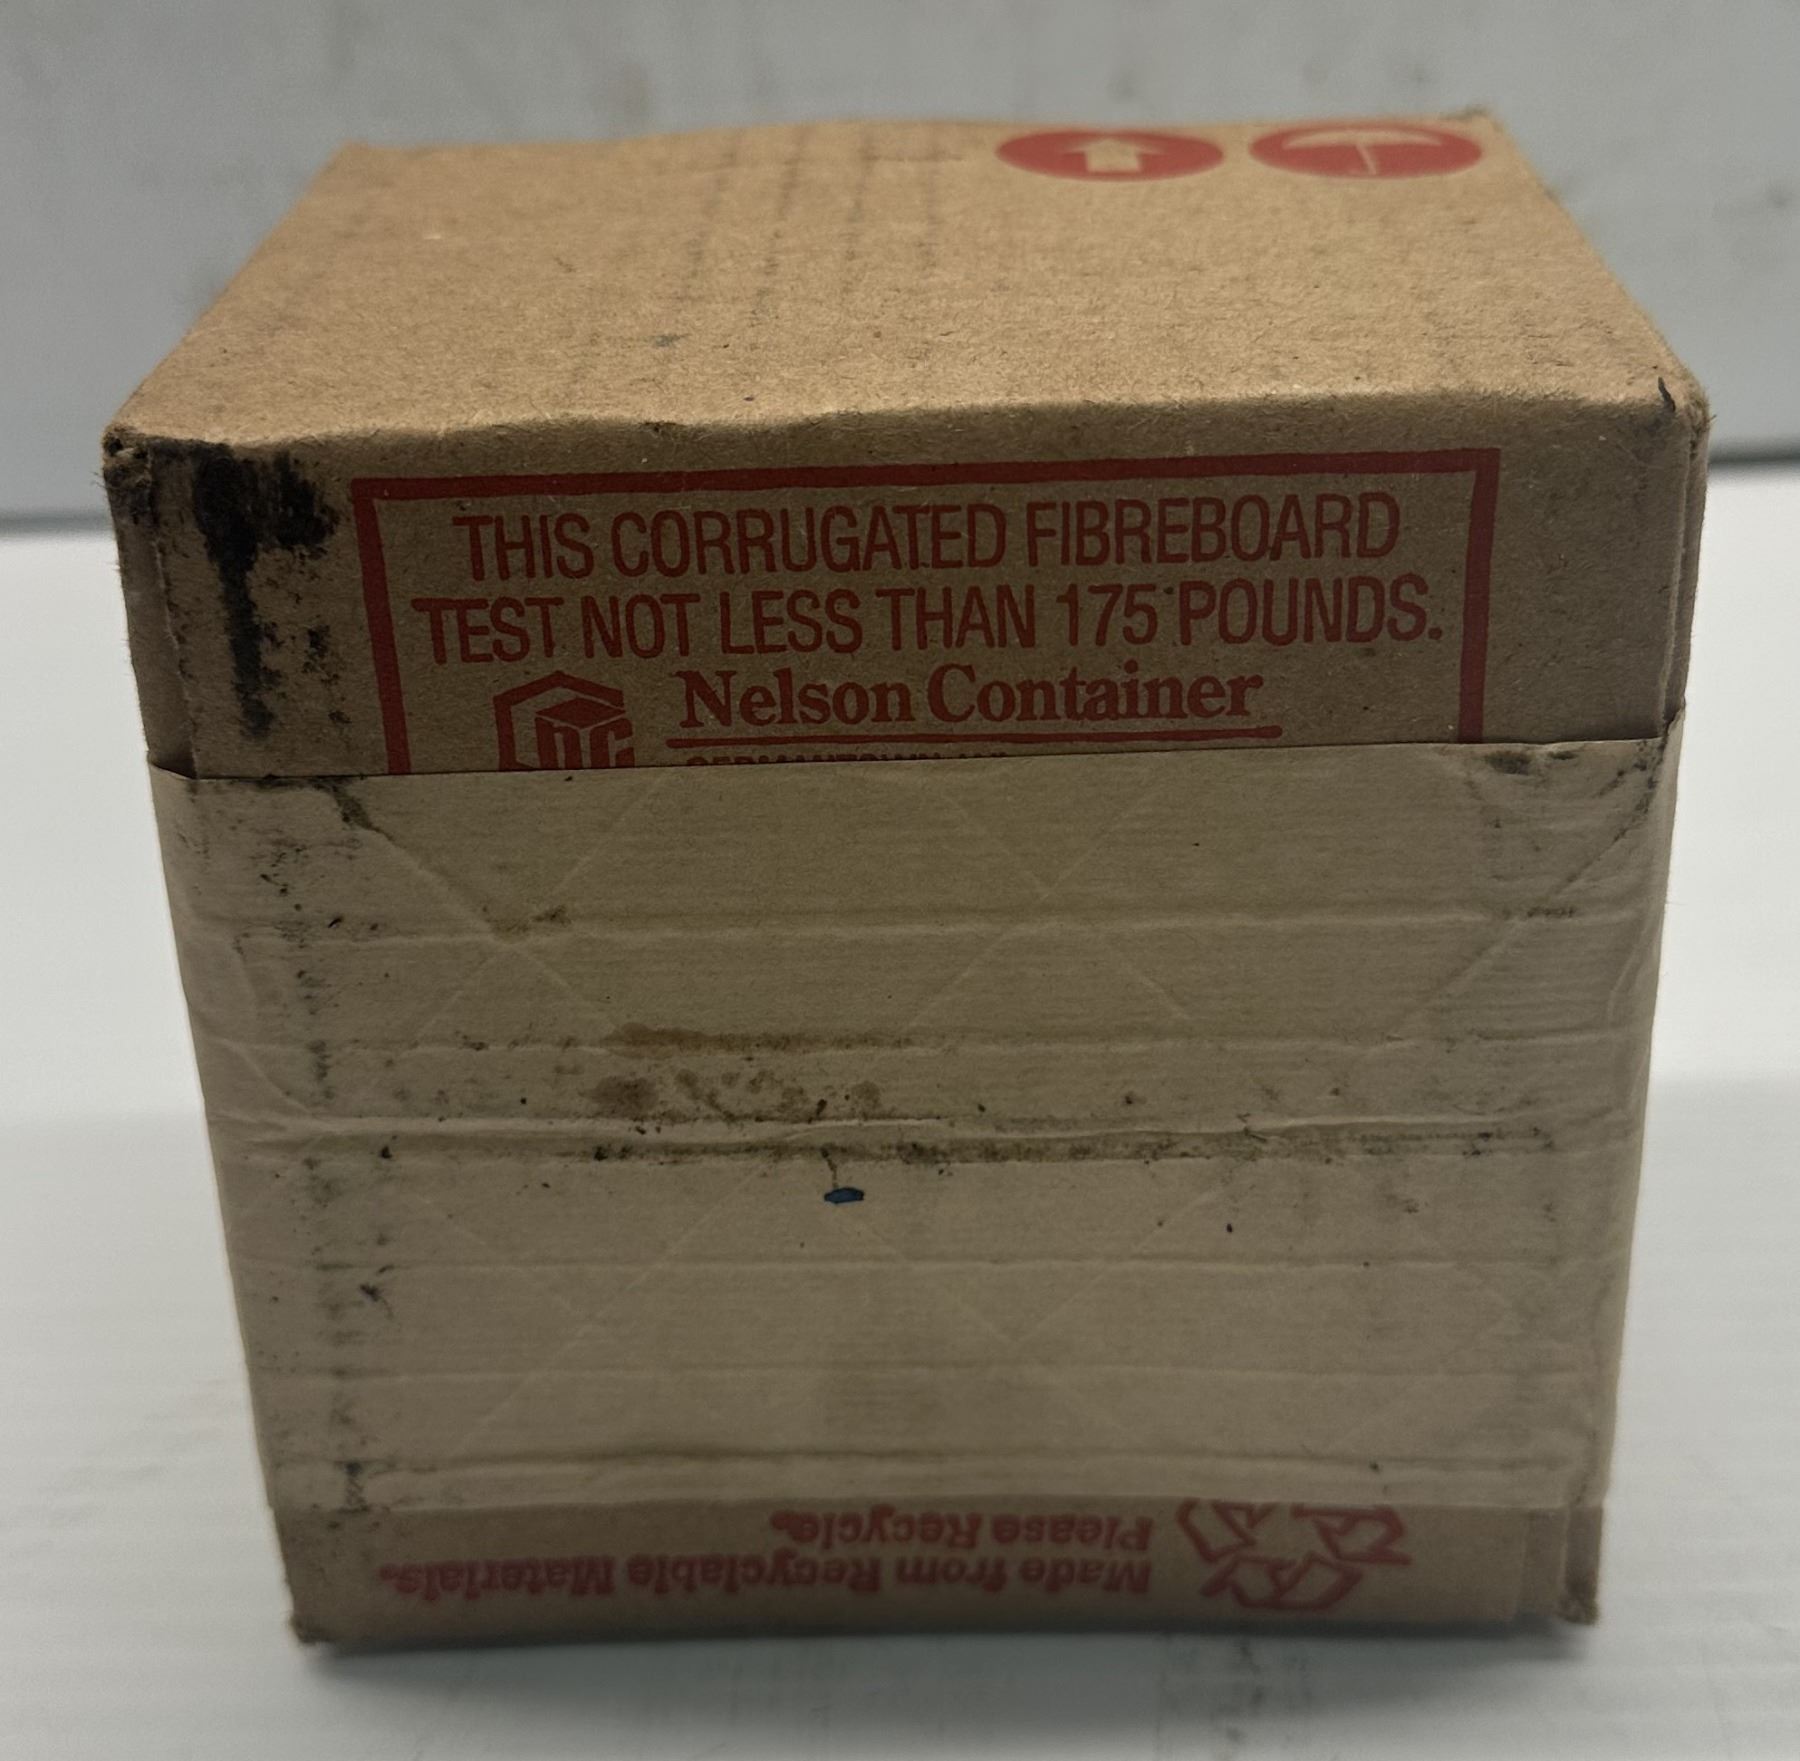 THIS CORRUGATED FIBREBOARD
TEST NOT LESS THAN 175 POUNDS.
Nelson Container
Made from Recyclable Materials.
Please Recycle.